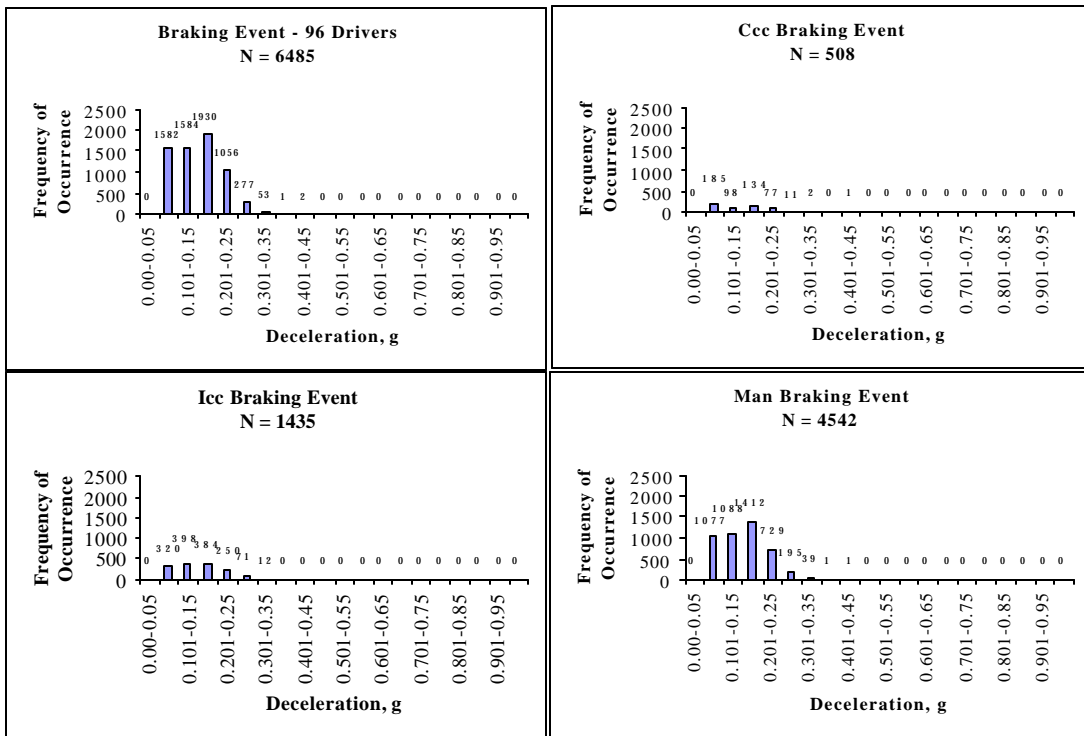 Braking Event - 96 Drivers
N = 6485
Frequency of
Occurrence
2500
2000
1500
1000
500
0
0 1582 1584 1930 1056 277 53 1 2 0 0 0 0 0 0 0 0 0 0 0
0.00-0.05
0.101-0.15
0.201-0.25
0.301-0.35
0.401-0.45
0.501-0.55
0.601-0.65
0.701-0.75
0.801-0.85
0.901-0.95
Deceleration, g
Ccc Braking Event
N = 508
Frequency of
Occurrence
2500
2000
1500
1000
500
0
0 185 98 134 77 11 2 0 1 0 0 0 0 0 0 0 0 0 0 0
0.00-0.05
0.101-0.15
0.201-0.25
0.301-0.35
0.401-0.45
0.501-0.55
0.601-0.65
0.701-0.75
0.801-0.85
0.901-0.95
Deceleration, g
Icc Braking Event
N = 1435
Frequency of
Occurrence
2500
2000
1500
1000
500
0
0 320 398 384 250 71 12 0 0 0 0 0 0 0 0 0 0 0 0 0
0.00-0.05
0.101-0.15
0.201-0.25
0.301-0.35
0.401-0.45
0.501-0.55
0.601-0.65
0.701-0.75
0.801-0.85
0.901-0.95
Deceleration, g
Man Braking Event
N = 4542
Frequency of
Occurrence
2500
2000
1500
1000
500
0
0 1077 1088 1412 729 195 39 1 1 0 0 0 0 0 0 0 0 0 0 0
0.00-0.05
0.101-0.15
0.201-0.25
0.301-0.35
0.401-0.45
0.501-0.55
0.601-0.65
0.701-0.75
0.801-0.85
0.901-0.95
Deceleration, g